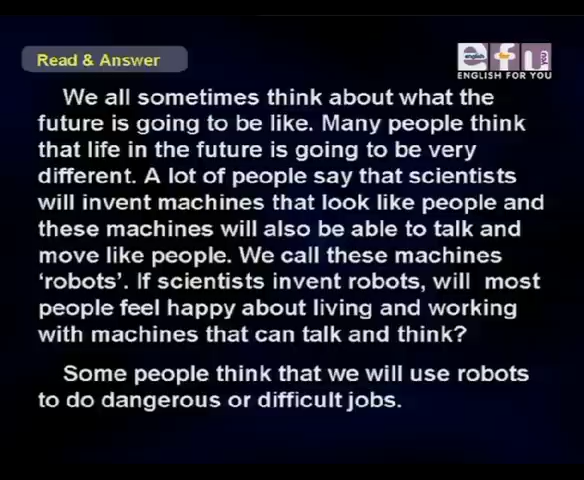 Read & Answer
english for you
efu
ENGLISH FOR YOU
We all sometimes think about what the
future is going to be like. Many people think
that life in the future is going to be very
different. A lot of people say that scientists
will invent machines that look like people and
these machines will also be able to talk and
move like people. We call these machines
‘robots’. If scientists invent robots, will most
people feel happy about living and working
with machines that can talk and think?
Some people think that we will use robots
to do dangerous or difficult jobs.